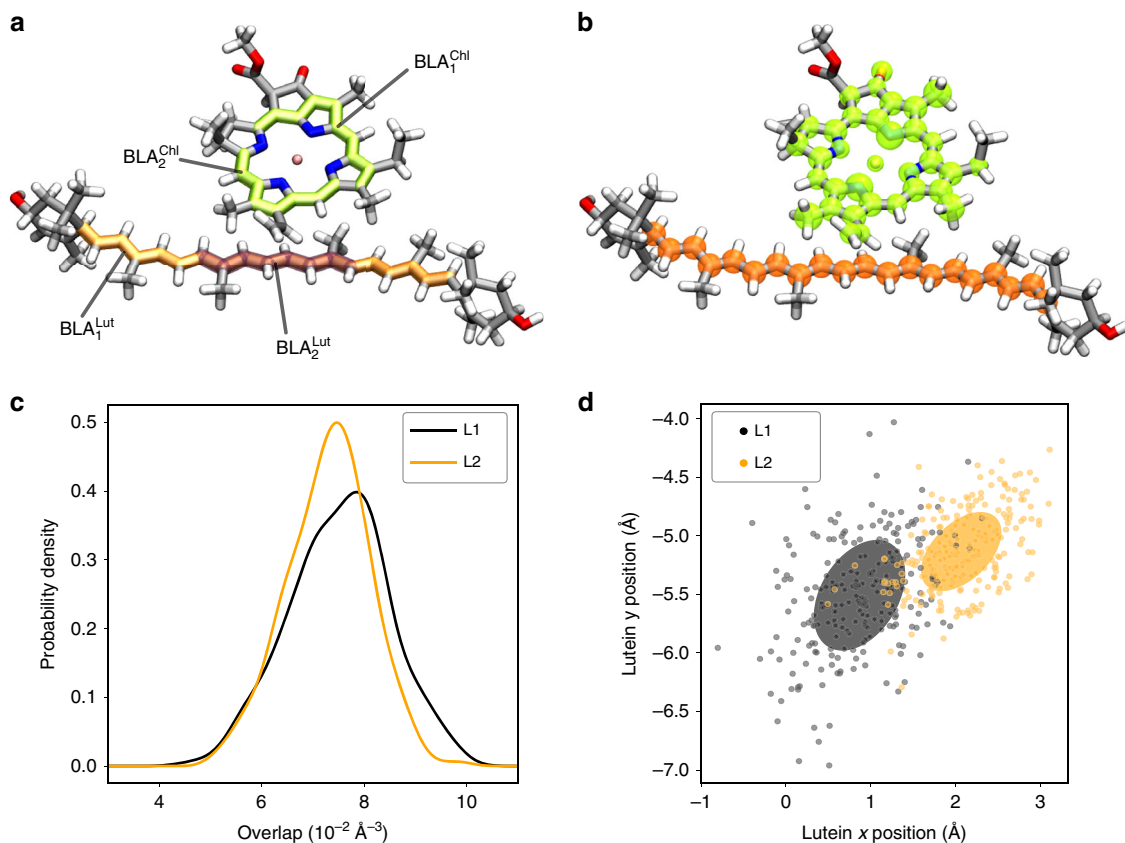 a
b
BLA₁ᶜʰˡ
BLA₂ᶜʰˡ
BLA₁ᴸᵘᵗ
BLA₂ᴸᵘᵗ
c
d
0.5
0.4
0.3
0.2
0.1
0.0
Probability density
L1
L2
4
6
8
10
Overlap (10⁻² Å⁻³)
−4.0
−4.5
−5.0
−5.5
−6.0
−6.5
−7.0
Lutein y position (Å)
L1
L2
−1
0
1
2
3
Lutein x position (Å)